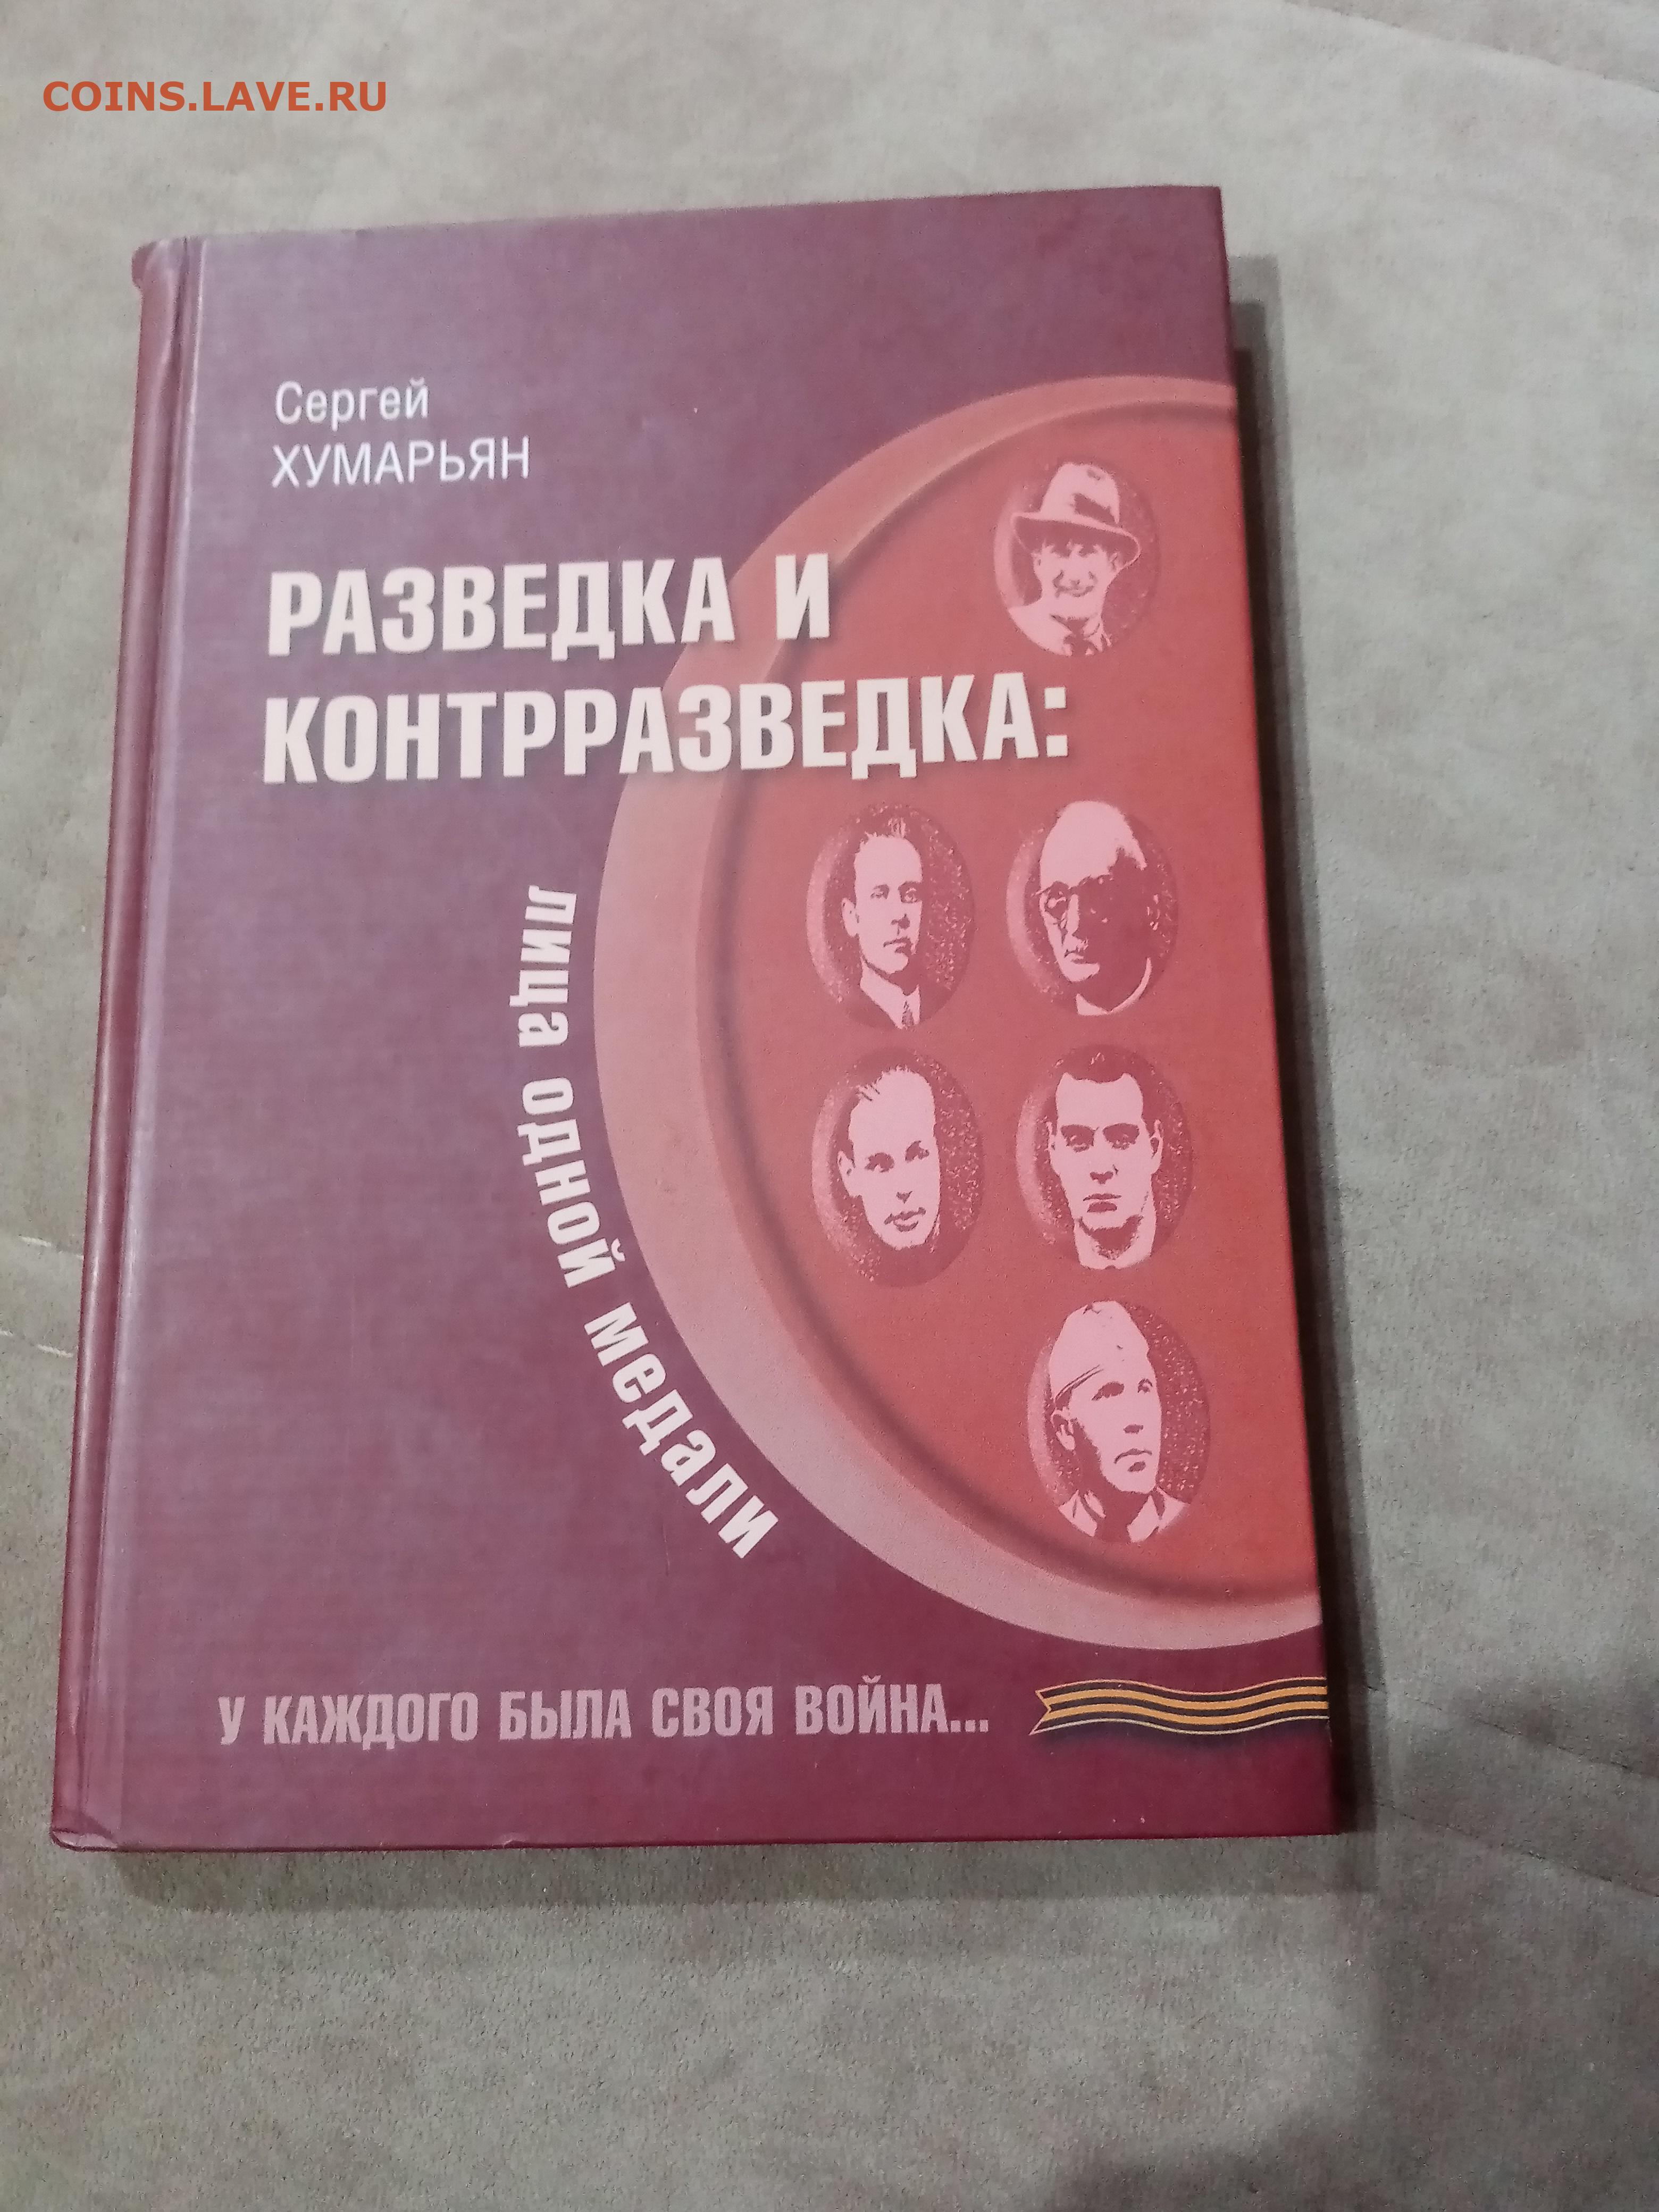 COINS.LAVE.RU
Сергей
ХУМАРЬЯН
РАЗВЕДКА И
КОНТРРАЗВЕДКА:
лица одной медали
У КАЖДОГО БЫЛА СВОЯ ВОЙНА...